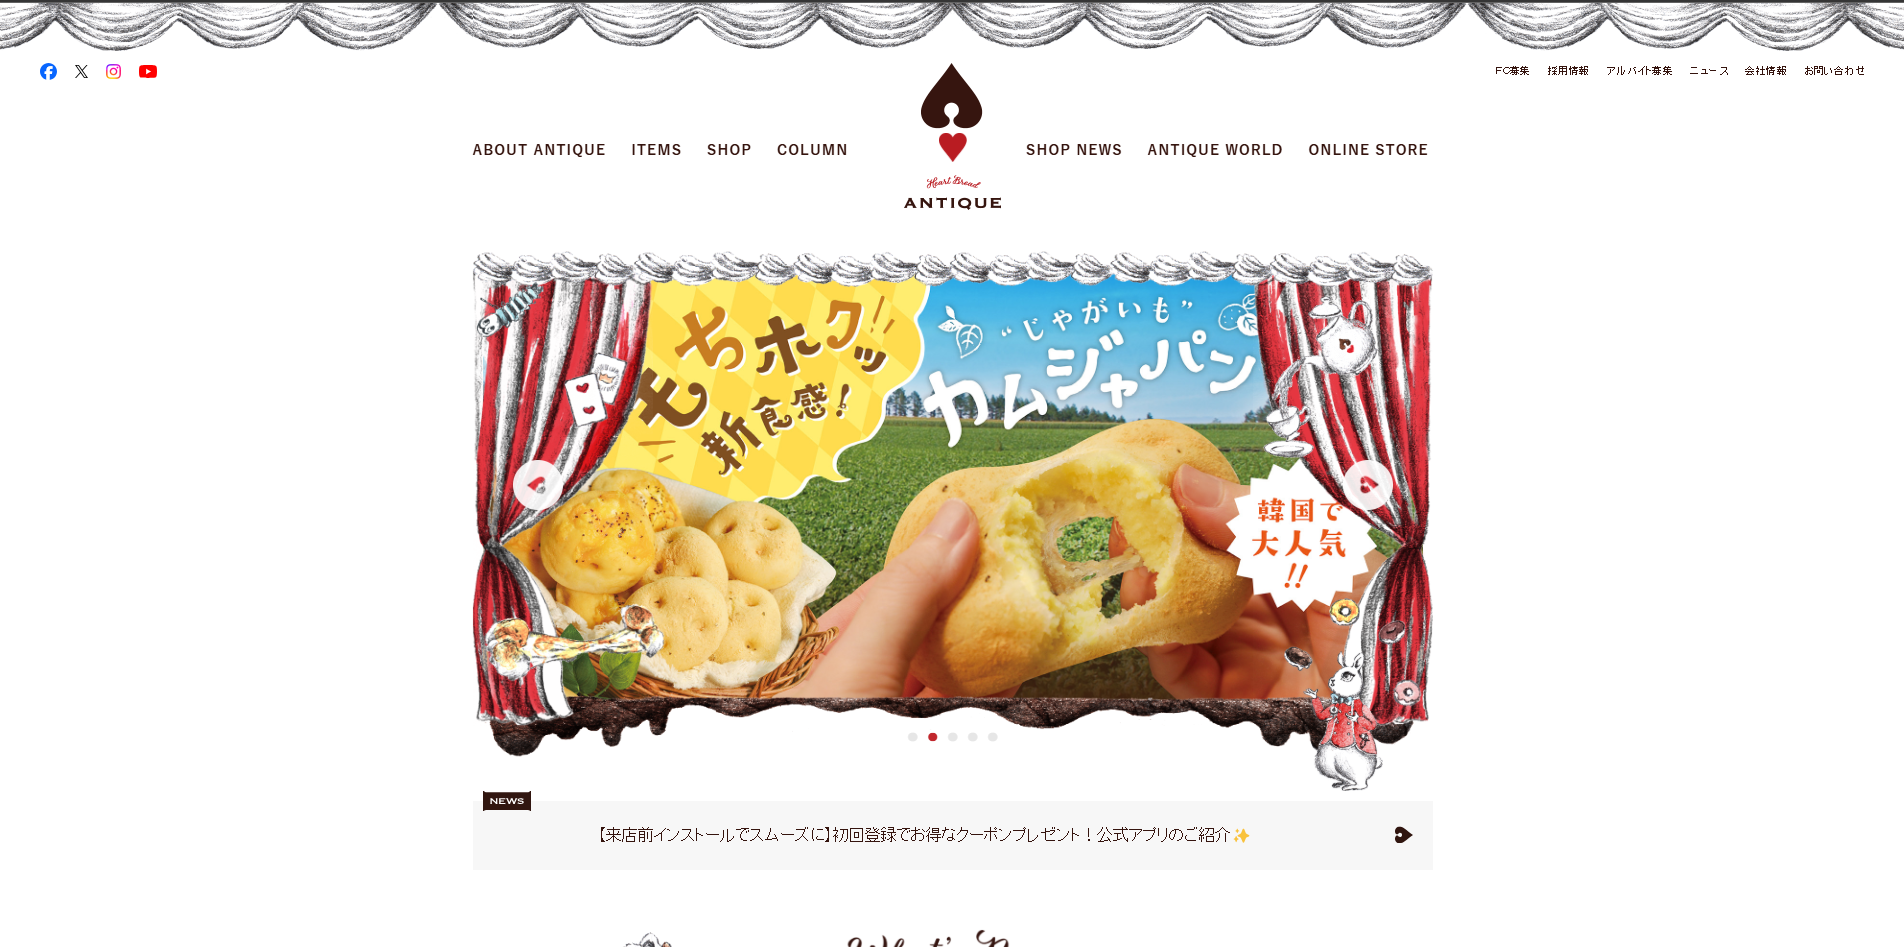 FC募集 採用情報 アルバイト募集 ニュース 会社情報 お問い合わせ
ABOUT ANTIQUE ITEMS SHOP COLUMN
Heart Bread
ANTIQUE
SHOP NEWS ANTIQUE WORLD ONLINE STORE
もちホクッ!!
新食感!
“じゃがいも”
カムジャパン
韓国で
大人気
!!
NEWS
【来店前インストールでスムーズに】初回登録でお得なクーポンプレゼント！公式アプリのご紹介✨